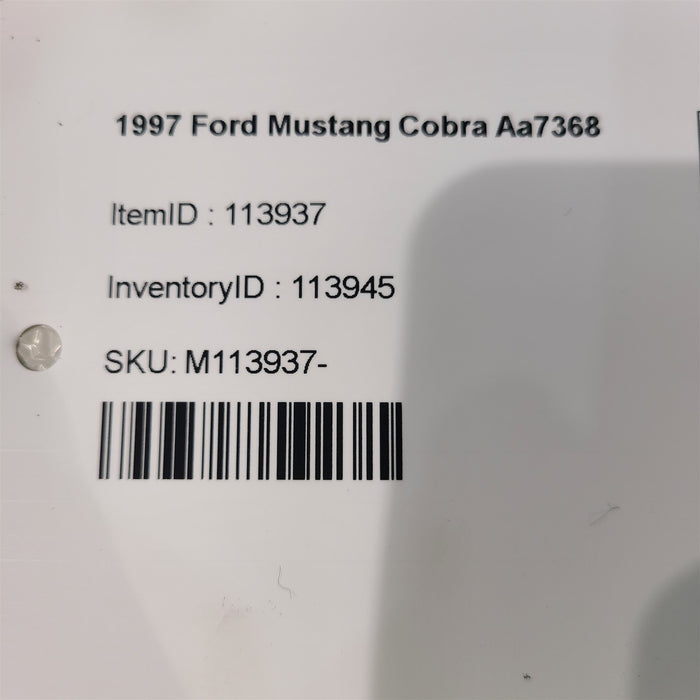 1997 Ford Mustang Cobra Aa7368
ItemID : 113937
InventoryID : 113945
SKU: M113937-